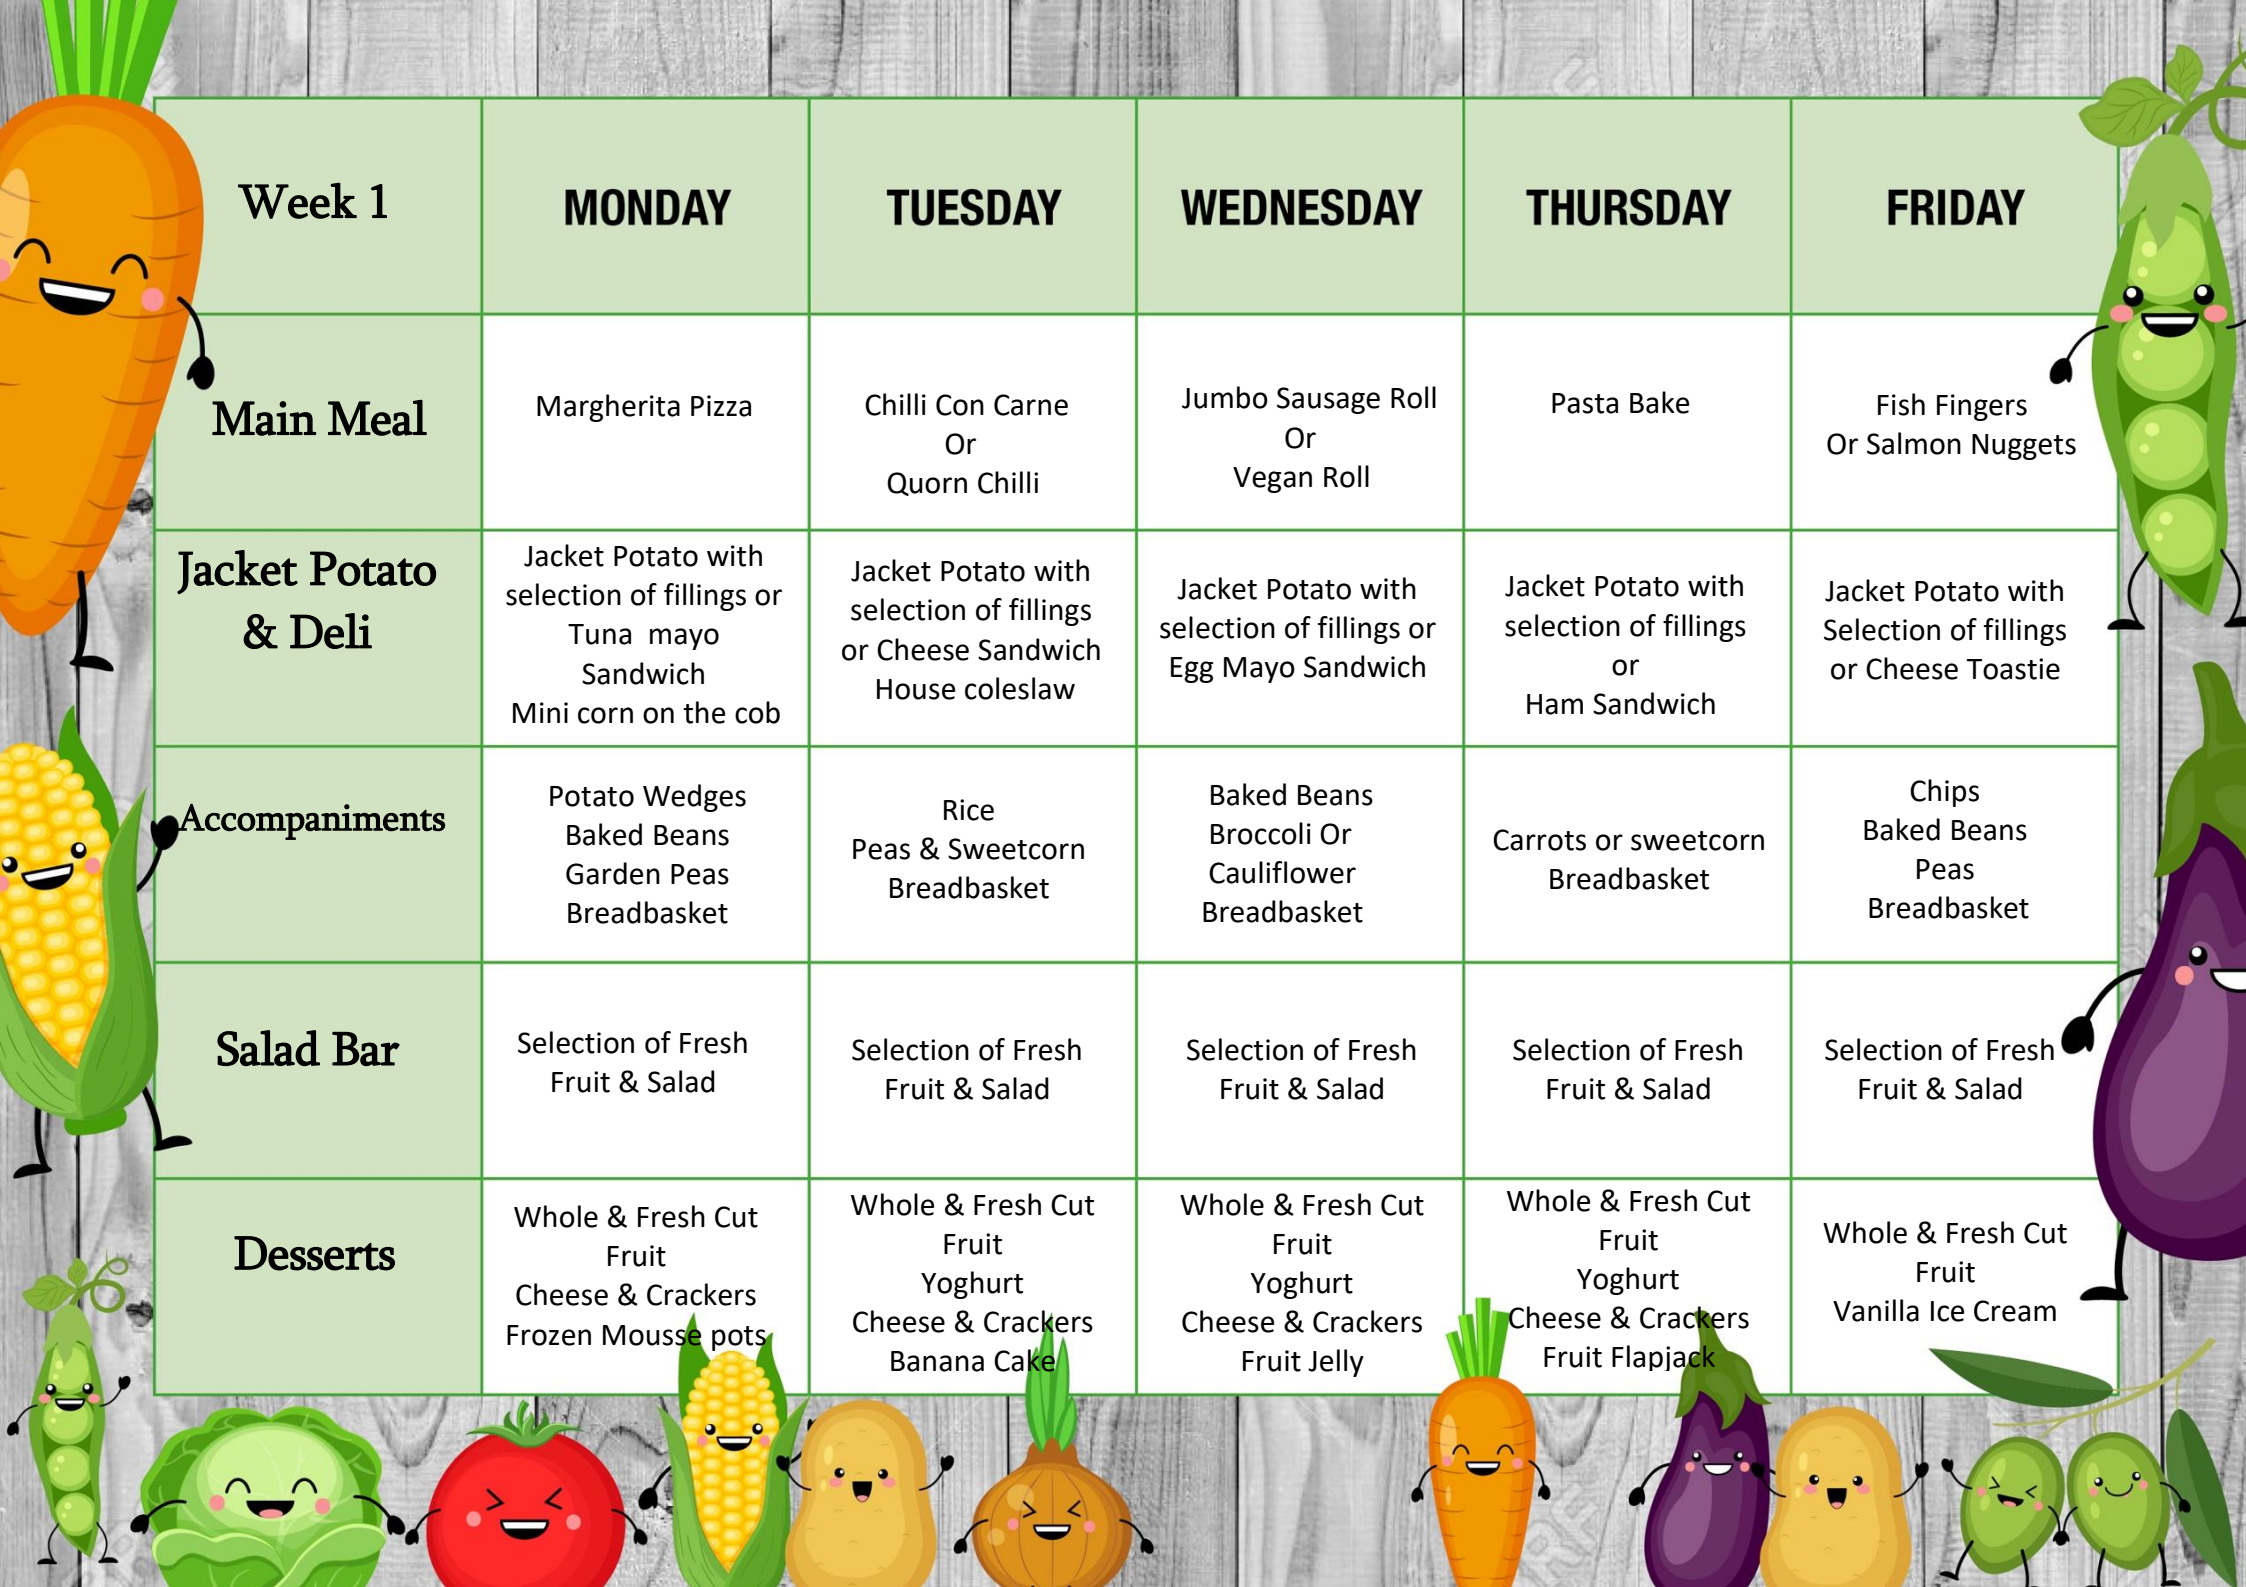 Week 1
MONDAY
TUESDAY
WEDNESDAY
THURSDAY
FRIDAY
Main Meal
Margherita Pizza
Chilli Con Carne
Or
Quorn Chilli
Jumbo Sausage Roll
Or
Vegan Roll
Pasta Bake
Fish Fingers
Or Salmon Nuggets
Jacket Potato
& Deli
Jacket Potato with
selection of fillings or
Tuna  mayo
Sandwich
Mini corn on the cob
Jacket Potato with
selection of fillings
or Cheese Sandwich
House coleslaw
Jacket Potato with
selection of fillings or
Egg Mayo Sandwich
Jacket Potato with
selection of fillings
or
Ham Sandwich
Jacket Potato with
Selection of fillings
or Cheese Toastie
Accompaniments
Potato Wedges
Baked Beans
Garden Peas
Breadbasket
Rice
Peas & Sweetcorn
Breadbasket
Baked Beans
Broccoli Or
Cauliflower
Breadbasket
Carrots or sweetcorn
Breadbasket
Chips
Baked Beans
Peas
Breadbasket
Salad Bar
Selection of Fresh
Fruit & Salad
Selection of Fresh
Fruit & Salad
Selection of Fresh
Fruit & Salad
Selection of Fresh
Fruit & Salad
Selection of Fresh
Fruit & Salad
Desserts
Whole & Fresh Cut
Fruit
Cheese & Crackers
Frozen Mousse pots
Whole & Fresh Cut
Fruit
Yoghurt
Cheese & Crackers
Banana Cake
Whole & Fresh Cut
Fruit
Yoghurt
Cheese & Crackers
Fruit Jelly
Whole & Fresh Cut
Fruit
Yoghurt
Cheese & Crackers
Fruit Flapjack
Whole & Fresh Cut
Fruit
Vanilla Ice Cream